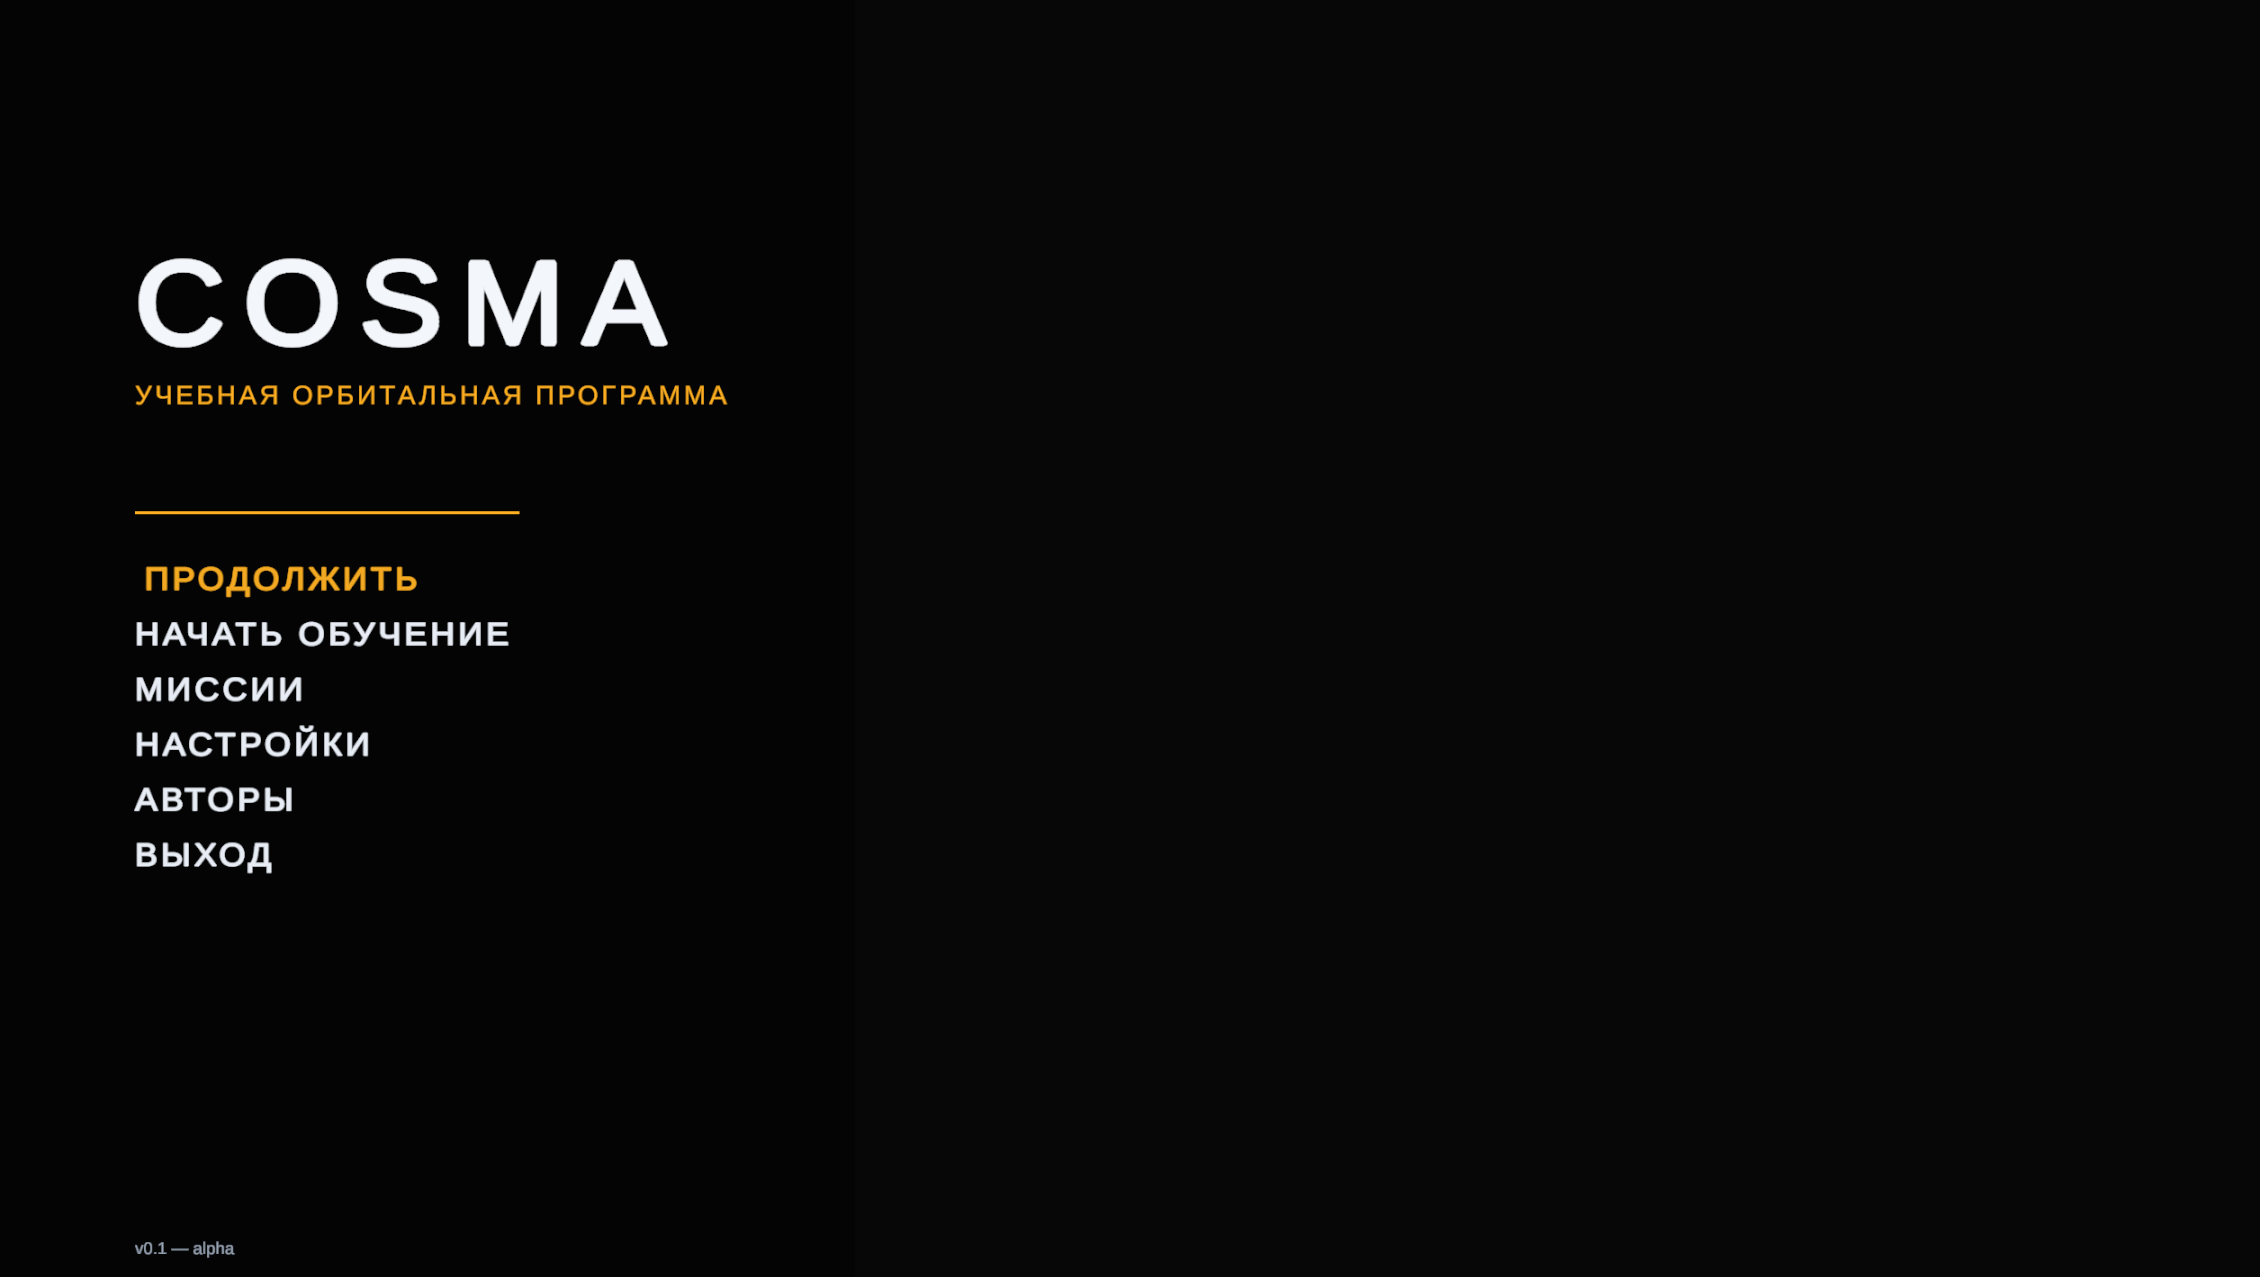 COSMA
УЧЕБНАЯ ОРБИТАЛЬНАЯ ПРОГРАММА
ПРОДОЛЖИТЬ
НАЧАТЬ ОБУЧЕНИЕ
МИССИИ
НАСТРОЙКИ
АВТОРЫ
ВЫХОД
v0.1 — alpha